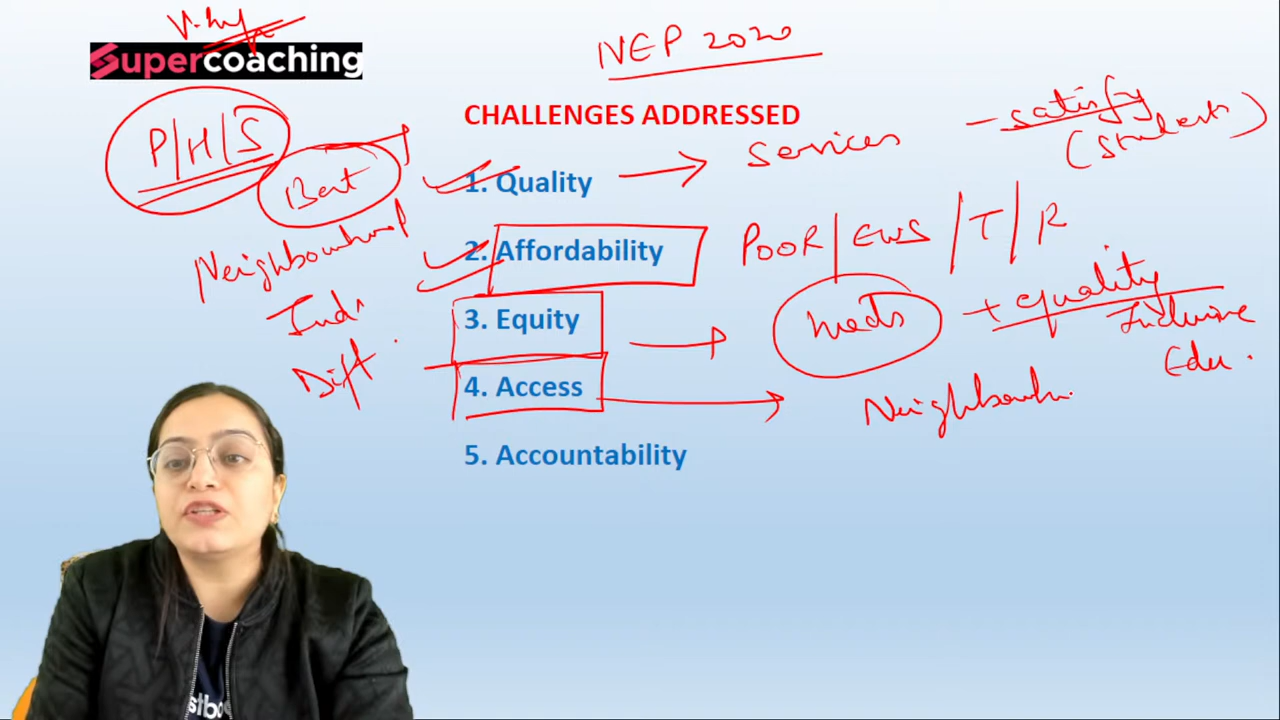 Supercoaching
NEP 2020
CHALLENGES ADDRESSED
P/H/S
Best
Neighbourhood
Indi
Diff
1. Quality → Services - satisfy
(Students)
2. Affordability POOR/EWS/T/R
3. Equity → needs + equality
Inclusive
Edu.
4. Access → Neighbourh
5. Accountability